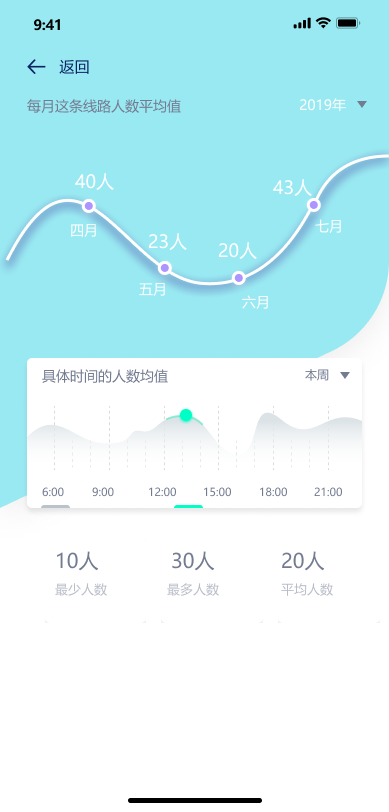 9:41
返回
每月这条线路人数平均值 2019年
40人
43人
四月
七月
23人
20人
五月
六月
具体时间的人数均值 本周
6:00 9:00 12:00 15:00 18:00 21:00
10人 30人 20人
最少人数 最多人数 平均人数